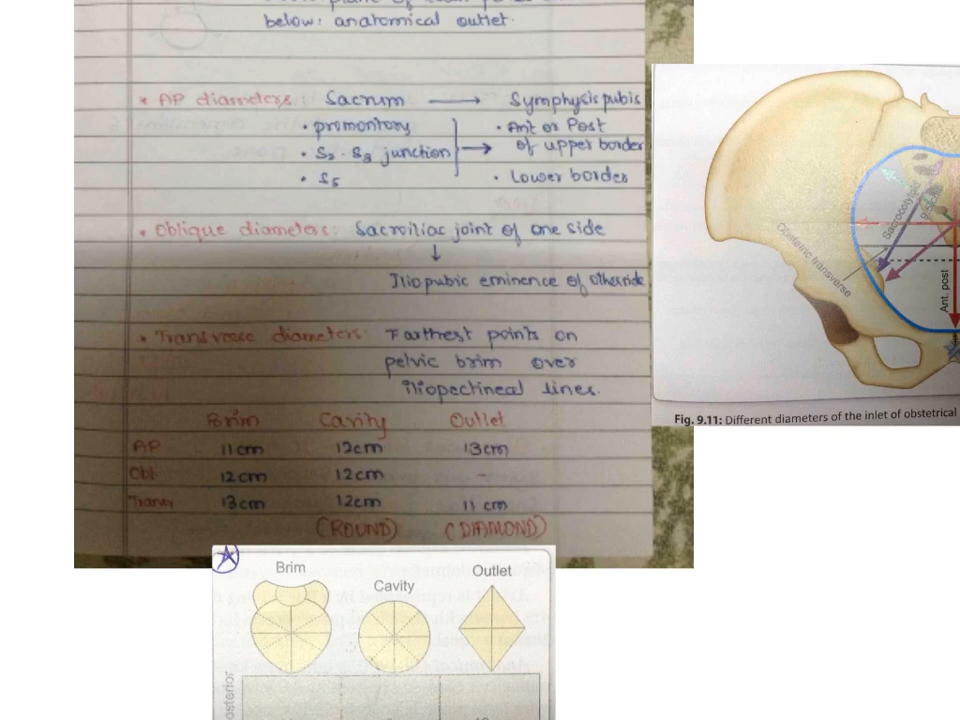 below: anatomical outlet.
* AP diameters: Sacrum → Symphysis pubis
• promontory • Ant or Post
• S2-S3 junction → of upper border
• S5 • Lower border
• Oblique diameters: Sacroiliac joint of one side
↓
Iliopubic eminence of otherside
• Transverse diameters: Farthest points on
pelvic brim over
iliopectineal lines.
Brim Cavity Outlet
AP 11cm 12cm 13cm
Obl. 12cm 12cm -
Transv 13cm 12cm 11 cm
(ROUND) (DIAMOND)
Sacrocotyloid
Obstetric transverse
Ant. post
Fig. 9.11: Different diameters of the inlet of obstetrical
Brim
Cavity
Outlet